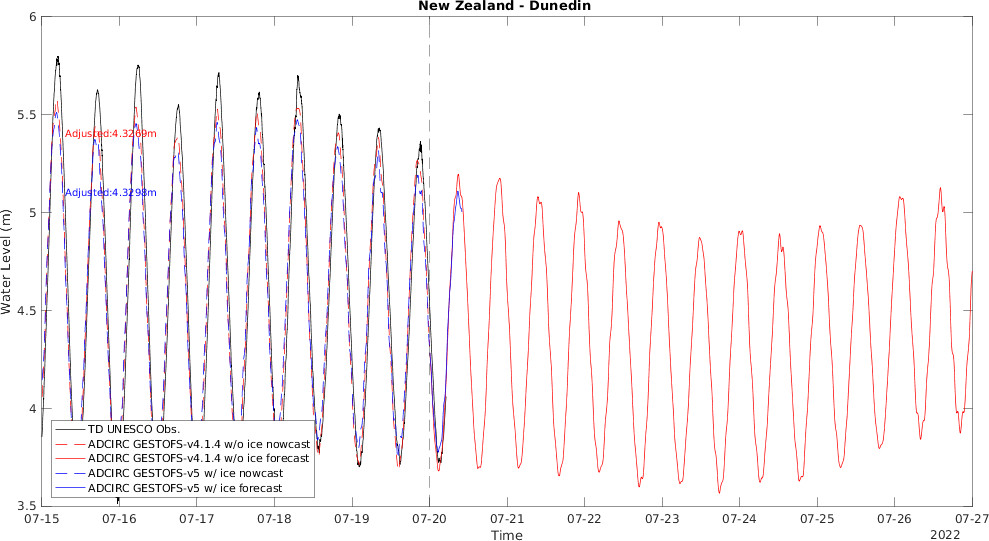 New Zealand - Dunedin
6
5.5
5
4.5
4
3.5
Water Level (m)
Adjusted:4.3269m
Adjusted:4.3298m
TD UNESCO Obs.
ADCIRC GESTOFS-v4.1.4 w/o ice nowcast
ADCIRC GESTOFS-v4.1.4 w/o ice forecast
ADCIRC GESTOFS-v5 w/ ice nowcast
ADCIRC GESTOFS-v5 w/ ice forecast
07-15 07-16 07-17 07-18 07-19 07-20 07-21 07-22 07-23 07-24 07-25 07-26 07-27
Time
2022